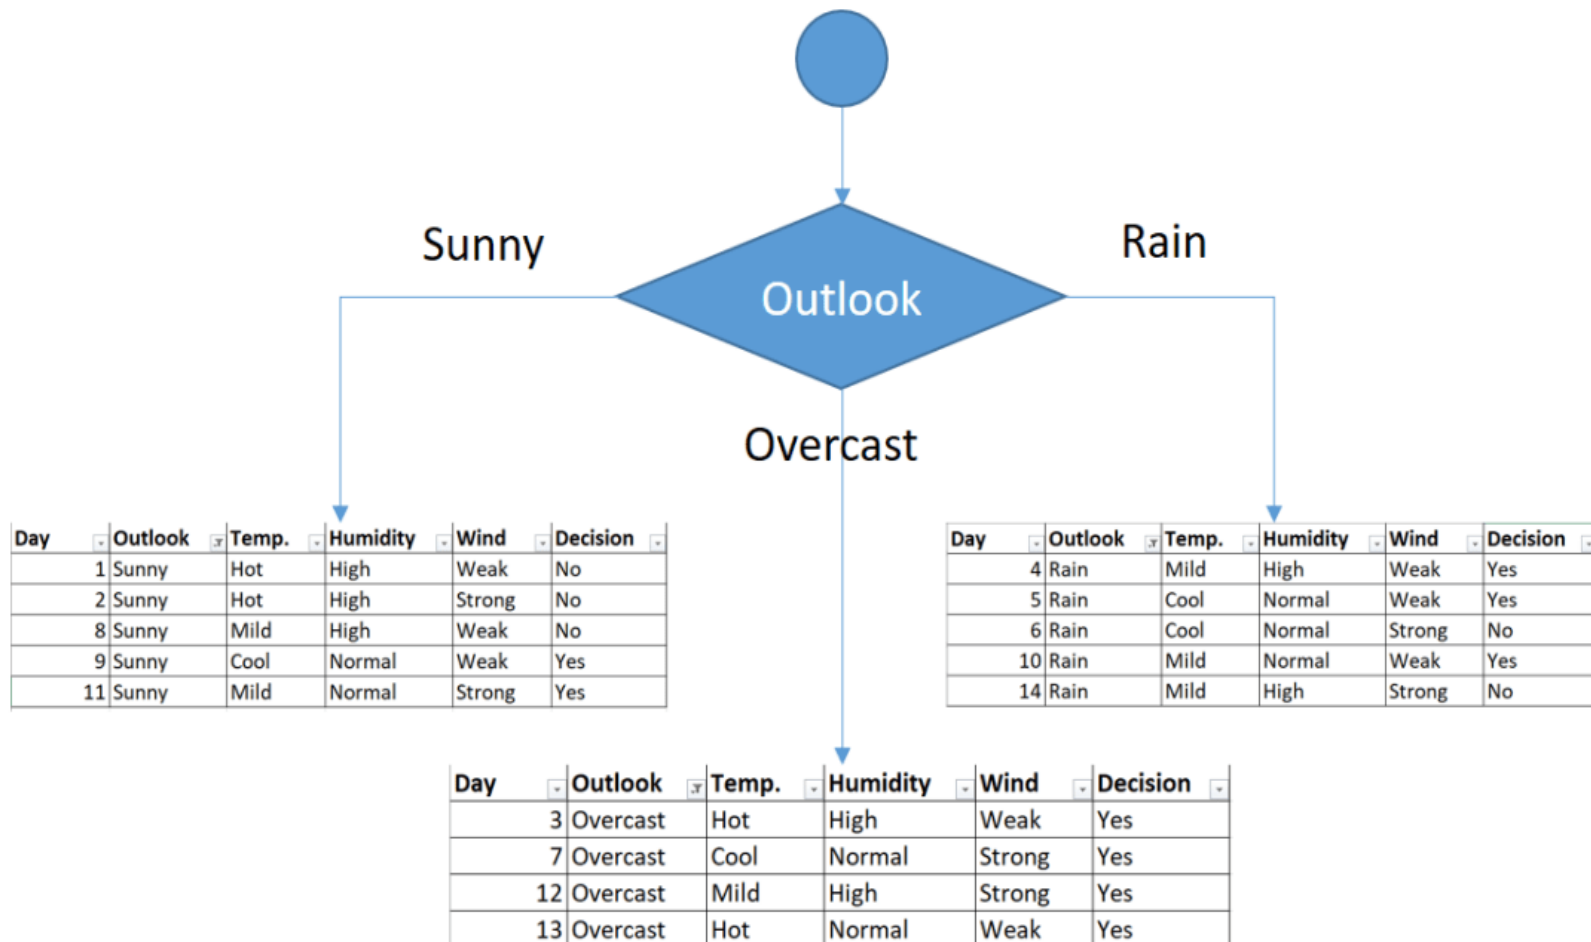 Sunny
Rain
Outlook
Overcast
Day Outlook Temp. Humidity Wind Decision
1 Sunny Hot High Weak No
2 Sunny Hot High Strong No
8 Sunny Mild High Weak No
9 Sunny Cool Normal Weak Yes
11 Sunny Mild Normal Strong Yes
Day Outlook Temp. Humidity Wind Decision
4 Rain Mild High Weak Yes
5 Rain Cool Normal Weak Yes
6 Rain Cool Normal Strong No
10 Rain Mild Normal Weak Yes
14 Rain Mild High Strong No
Day Outlook Temp. Humidity Wind Decision
3 Overcast Hot High Weak Yes
7 Overcast Cool Normal Strong Yes
12 Overcast Mild High Strong Yes
13 Overcast Hot Normal Weak Yes